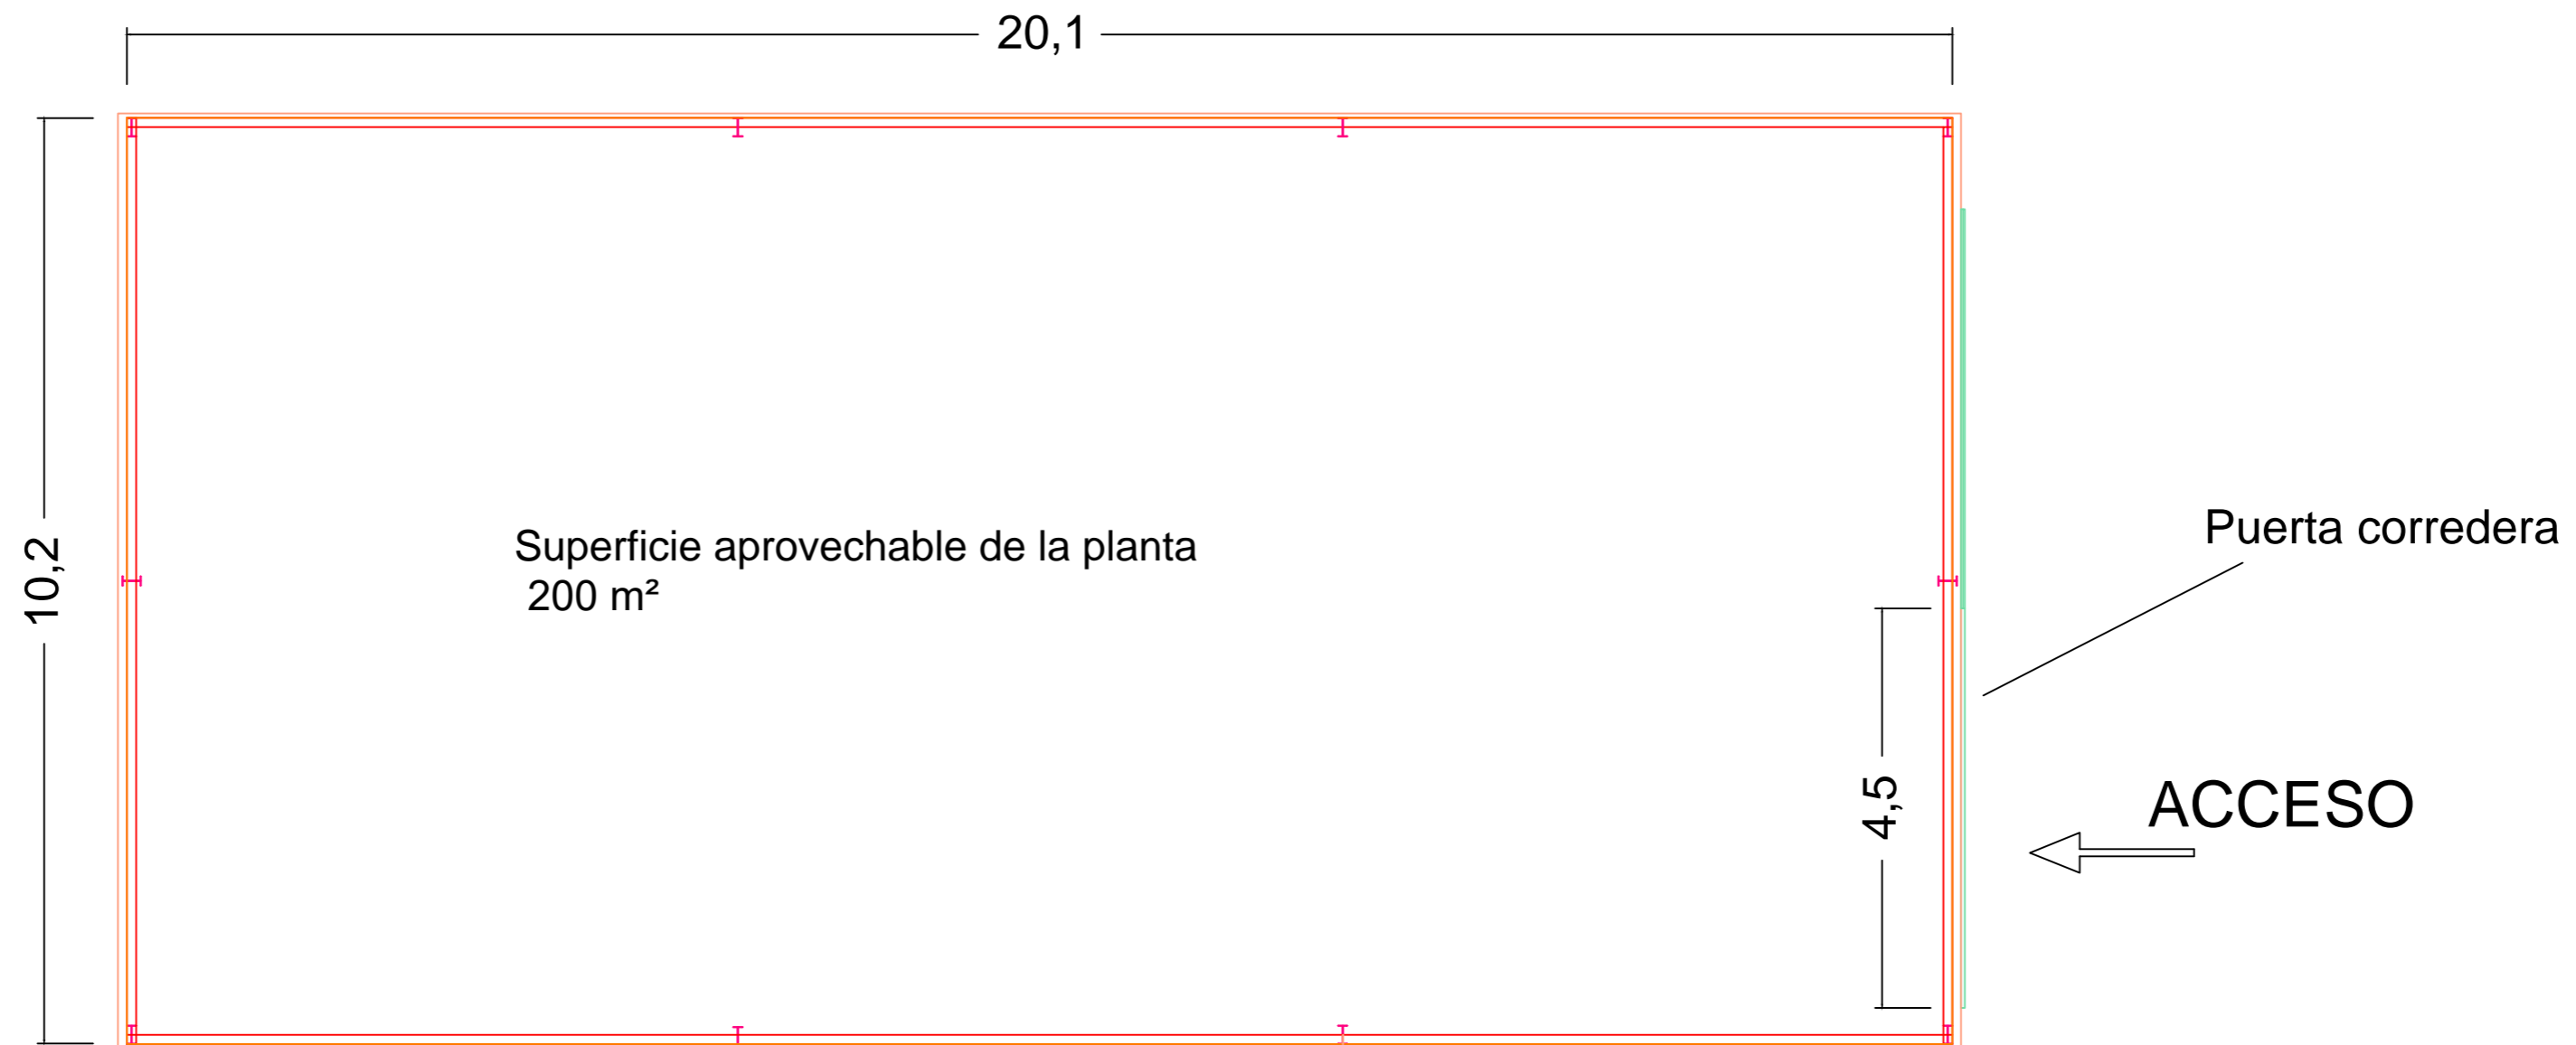 20,1
10,2
Superficie aprovechable de la planta
200 m²
Puerta corredera
4,5
ACCESO